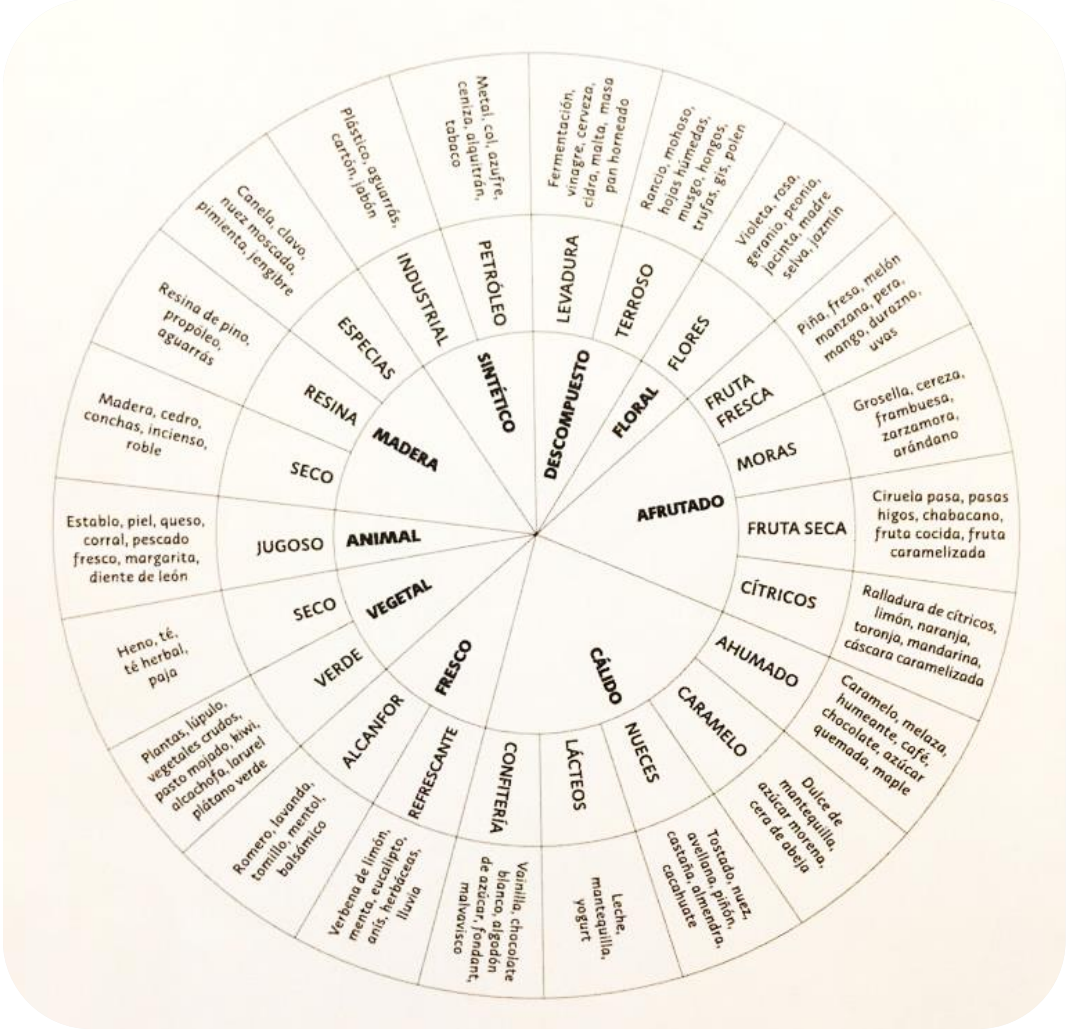 SINTÉTICO
DESCOMPUESTO
FLORAL
AFRUTADO
CÁLIDO
FRESCO
VEGETAL
ANIMAL
MADERA
PETRÓLEO
LEVADURA
TERROSO
FLORES
FRUTA
FRESCA
MORAS
FRUTA SECA
CÍTRICOS
AHUMADO
CARAMELO
NUECES
LÁCTEOS
CONFITERÍA
REFRESCANTE
ALCANFOR
VERDE
SECO
JUGOSO
SECO
RESINA
ESPECIAS
INDUSTRIAL
Metal, col, azufre,
ceniza, alquitrán,
tabaco
Fermentación,
vinagre, cerveza,
cidra, malta, masa
pan horneado
Rancio, mohoso,
hojas húmedas,
musgo, hongos,
trufas, gis, polen
Violeta, rosa,
geranio, peonio,
jacinta, madre
selva, jazmín
Piña, fresa, melón
manzana, pera,
mango, durazno,
uvas
Grosella, cereza,
frambuesa,
zarzamora,
arándano
Ciruela pasa, pasas
higos, chabacano,
fruta cocida, fruta
caramelizada
Ralladura de cítricos,
limón, naranja,
toronja, mandarina,
cáscara caramelizada
Caramelo, melaza,
humeante, café,
chocolate, azúcar
quemada, maple
Dulce de
mantequilla,
azúcar morena,
cera de abeja
Tostado, nuez,
avellana, piñón,
castaña, almendra,
cacahuate
Leche,
mantequilla,
yogurt
Vainilla, chocolate
blanco, algodón
de azúcar, fondant,
malvavisco
Verbena de limón,
menta, eucalipto,
anís, herbáceas,
lluvia
Romero, lavanda,
tomillo, mentol,
balsámico
Plantas, lúpulo,
vegetales crudos,
pasto mojado, kiwi,
alcachofa, larurel
plátano verde
Heno, té,
té herbal,
paja
Establo, piel, queso,
corral, pescado
fresco, margarita,
diente de león
Madera, cedro,
conchas, incienso,
roble
Resina de pino,
propóleo,
aguarrás
Canela, clavo,
nuez moscada,
pimienta, jengibre
Plástico, aguarrás,
cartón, jabón